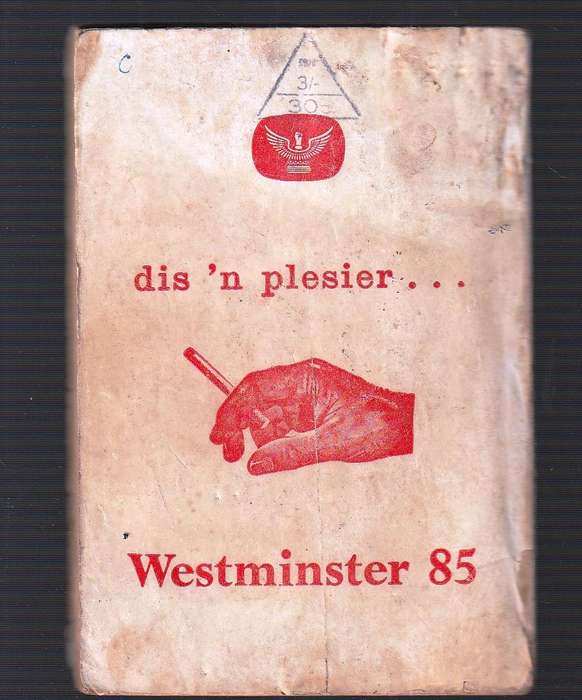 3/-
30c
dis 'n plesier . . .
Westminster 85